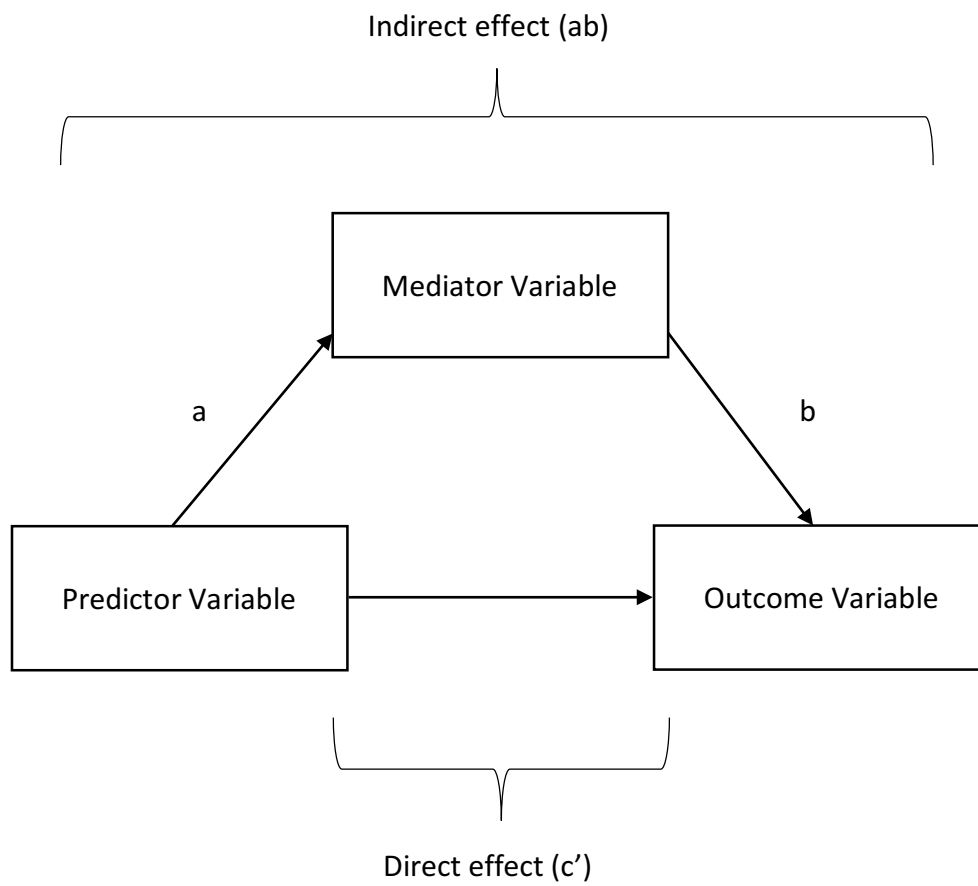 Indirect effect (ab)
Mediator Variable
a
b
Predictor Variable
Outcome Variable
Direct effect (c’)